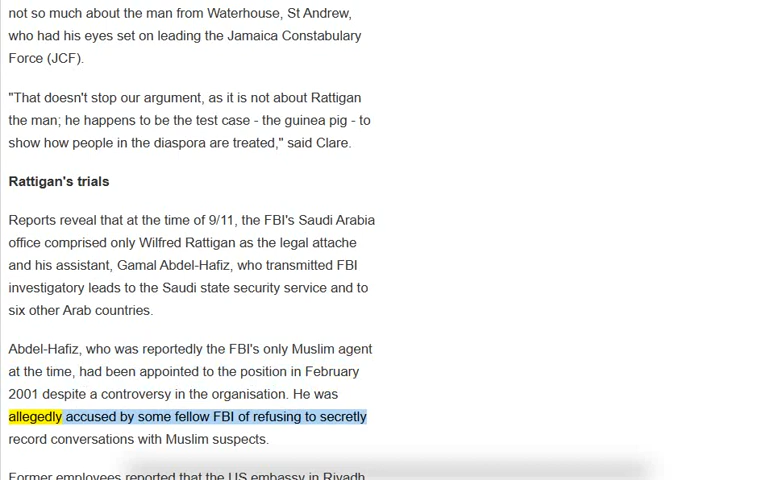 not so much about the man from Waterhouse, St Andrew,
who had his eyes set on leading the Jamaica Constabulary
Force (JCF).
"That doesn't stop our argument, as it is not about Rattigan
the man; he happens to be the test case - the guinea pig - to
show how people in the diaspora are treated," said Clare.
Rattigan's trials
Reports reveal that at the time of 9/11, the FBI's Saudi Arabia
office comprised only Wilfred Rattigan as the legal attache
and his assistant, Gamal Abdel-Hafiz, who transmitted FBI
investigatory leads to the Saudi state security service and to
six other Arab countries.
Abdel-Hafiz, who was reportedly the FBI's only Muslim agent
at the time, had been appointed to the position in February
2001 despite a controversy in the organisation. He was
allegedly accused by some fellow FBI of refusing to secretly
record conversations with Muslim suspects.
Former employees reported that the US embassy in Riyadh